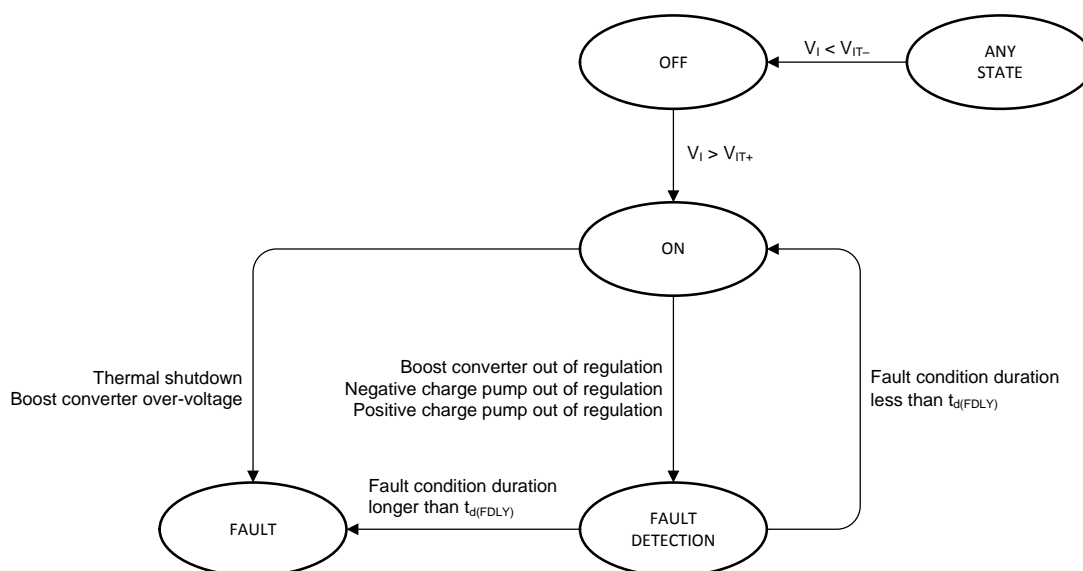 OFF
V_I < V_IT–
ANY
STATE
V_I > V_IT+
ON
Thermal shutdown
Boost converter over-voltage
Boost converter out of regulation
Negative charge pump out of regulation
Positive charge pump out of regulation
Fault condition duration
less than t_d(FDLY)
Fault condition duration
longer than t_d(FDLY)
FAULT
FAULT
DETECTION